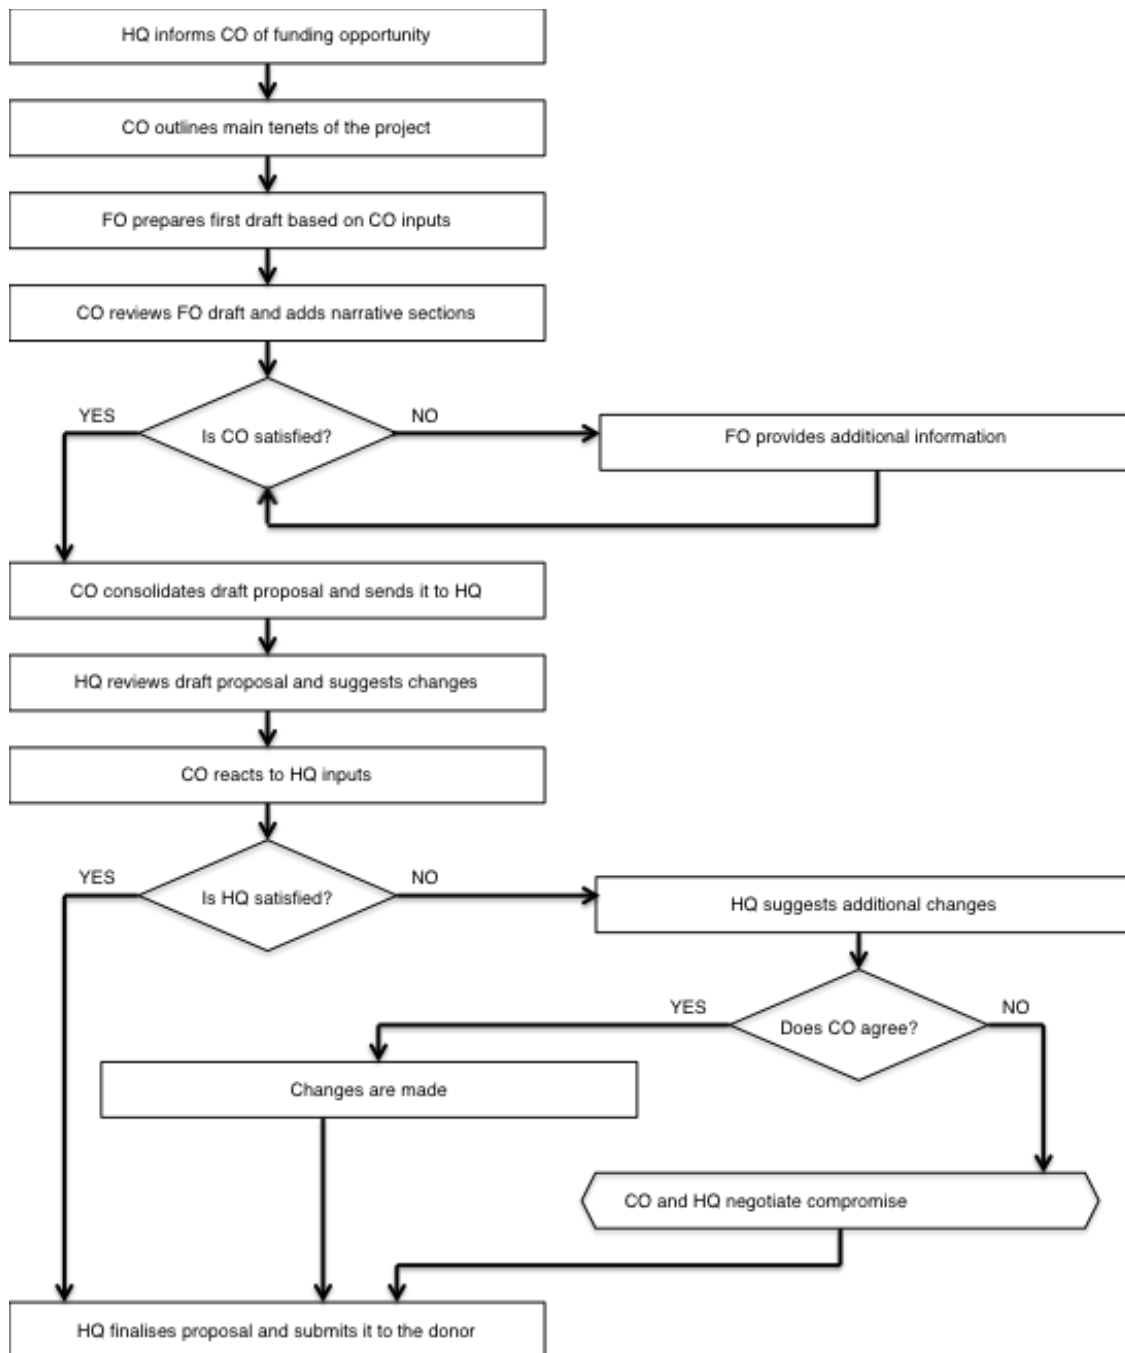 HQ informs CO of funding opportunity
CO outlines main tenets of the project
FO prepares first draft based on CO inputs
CO reviews FO draft and adds narrative sections
YES
NO
Is CO satisfied?
FO provides additional information
CO consolidates draft proposal and sends it to HQ
HQ reviews draft proposal and suggests changes
CO reacts to HQ inputs
YES
NO
Is HQ satisfied?
HQ suggests additional changes
YES
NO
Does CO agree?
Changes are made
CO and HQ negotiate compromise
HQ finalises proposal and submits it to the donor